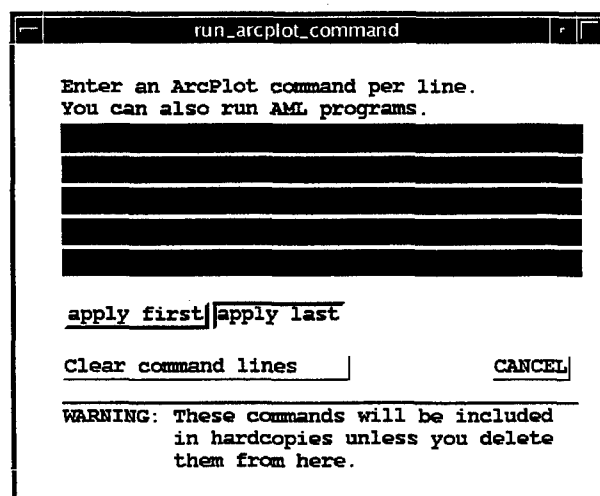 run_arcplot_command
Enter an ArcPlot command per line.
You can also run AML programs.
apply first apply last
Clear command lines CANCEL
WARNING: These commands will be included
in hardcopies unless you delete
them from here.